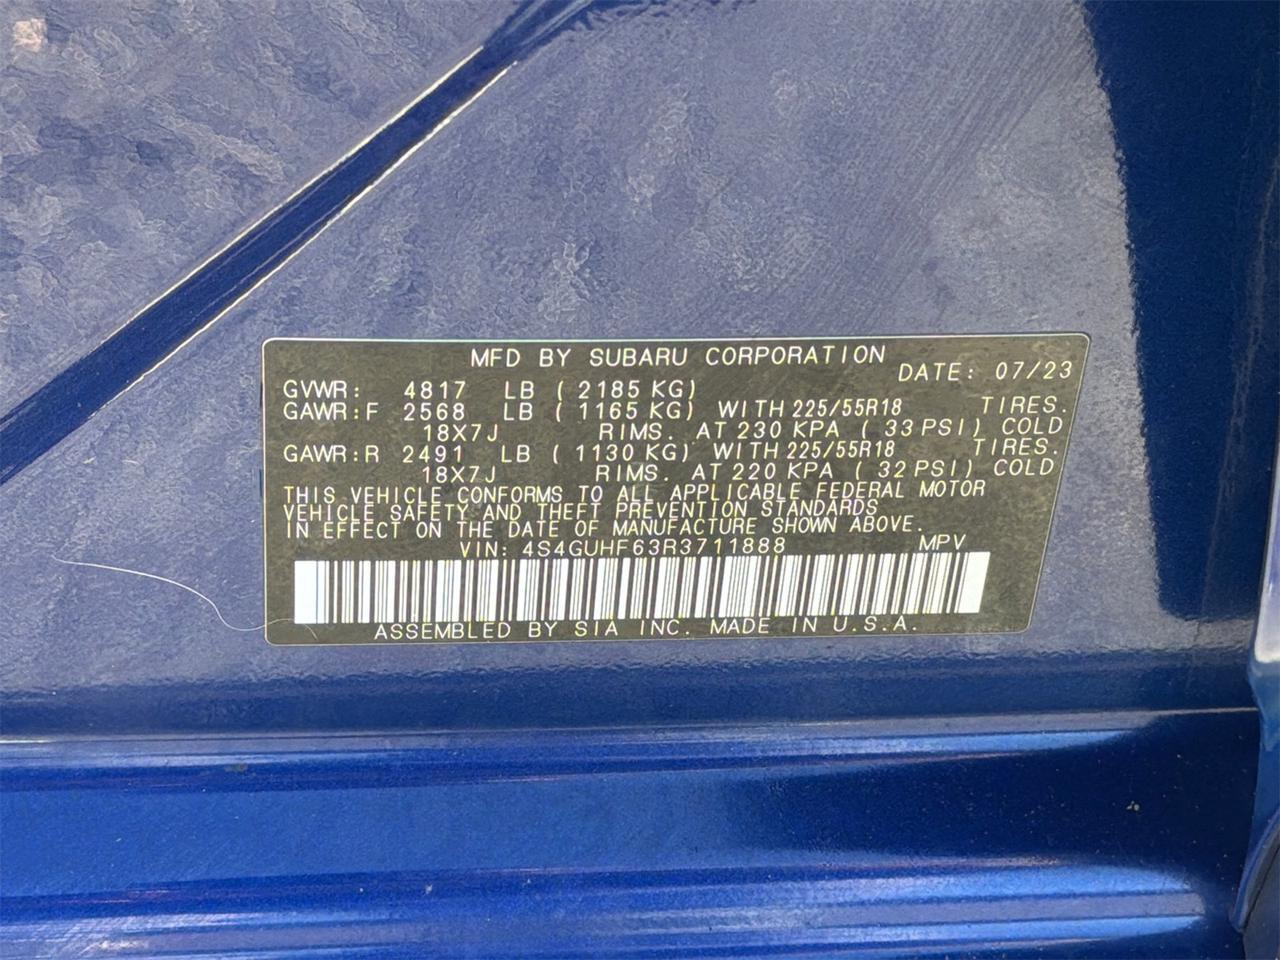 MFD BY SUBARU CORPORATION
DATE: 07/23
GVWR: 4817 LB ( 2185 KG)
GAWR:F 2568 LB ( 1165 KG) WITH 225/55R18 TIRES.
18X7J RIMS. AT 230 KPA ( 33 PSI) COLD
GAWR:R 2491 LB ( 1130 KG) WITH 225/55R18 TIRES.
18X7J RIMS. AT 220 KPA ( 32 PSI) COLD
THIS VEHICLE CONFORMS TO ALL APPLICABLE FEDERAL MOTOR
VEHICLE SAFETY AND THEFT PREVENTION STANDARDS
IN EFFECT ON THE DATE OF MANUFACTURE SHOWN ABOVE.
VIN: 4S4GUHF63R3711888 MPV
ASSEMBLED BY SIA INC. MADE IN U.S.A.